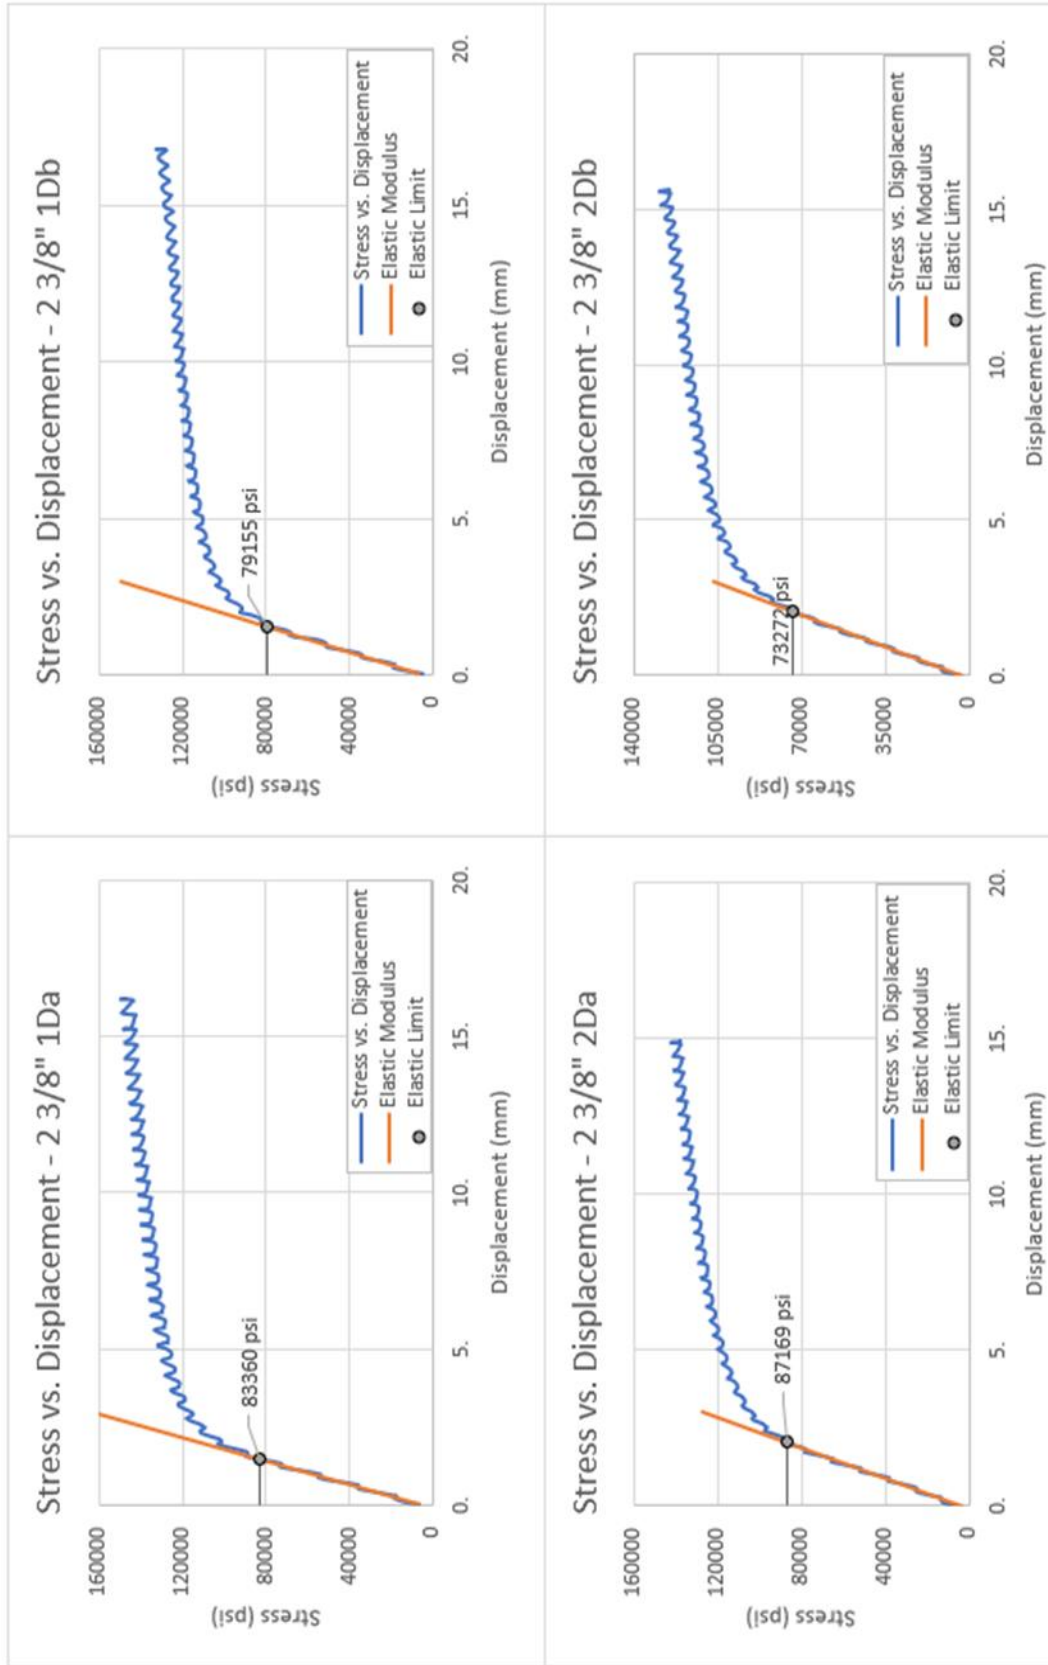 Stress vs. Displacement - 2 3/8" 1Da
160000
120000
80000
40000
0
Stress (psi)
83360 psi
0.
5.
10.
15.
20.
Displacement (mm)
Stress vs. Displacement
Elastic Modulus
Elastic Limit
Stress vs. Displacement - 2 3/8" 1Db
160000
120000
80000
40000
0
Stress (psi)
79155 psi
0.
5.
10.
15.
20.
Displacement (mm)
Stress vs. Displacement
Elastic Modulus
Elastic Limit
Stress vs. Displacement - 2 3/8" 2Da
160000
120000
80000
40000
0
Stress (psi)
87169 psi
0.
5.
10.
15.
20.
Displacement (mm)
Stress vs. Displacement
Elastic Modulus
Elastic Limit
Stress vs. Displacement - 2 3/8" 2Db
140000
105000
70000
35000
0
Stress (psi)
73272 psi
0.
5.
10.
15.
20.
Displacement (mm)
Stress vs. Displacement
Elastic Modulus
Elastic Limit